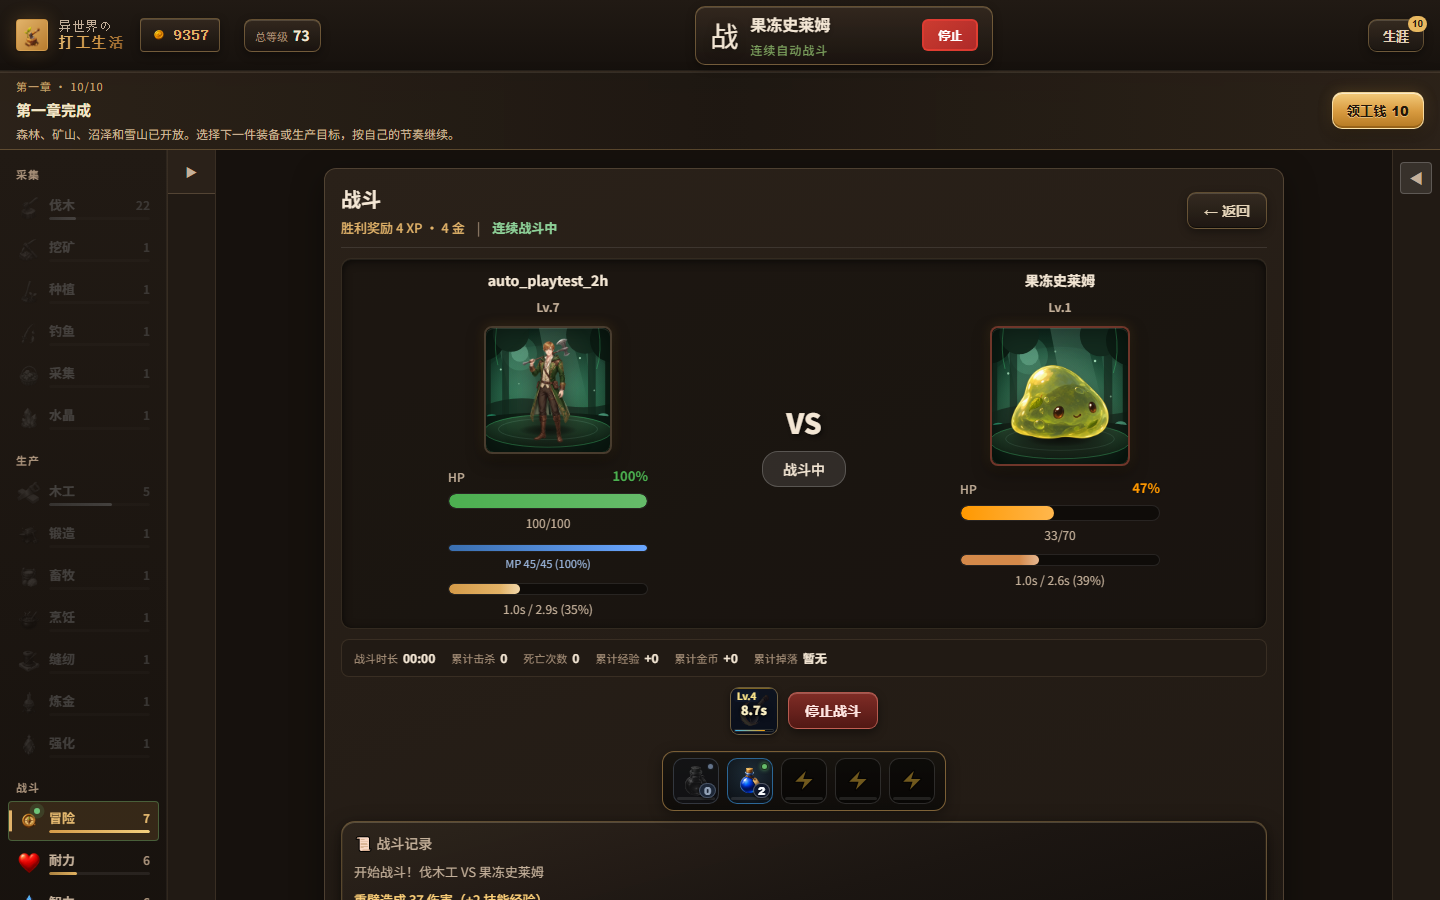 异世界の
打工生活
9357
总等级 73
战
果冻史莱姆
连续自动战斗
停止
生涯
10
第一章 · 10/10
第一章完成
森林、矿山、沼泽和雪山已开放。选择下一件装备或生产目标，按自己的节奏继续。
领工钱 10
采集
伐木 22
挖矿 1
种植 1
钓鱼 1
采集 1
水晶 1
生产
木工 5
锻造 1
畜牧 1
烹饪 1
缝纫 1
炼金 1
强化 1
战斗
冒险 7
耐力 6
战斗
胜利奖励 4 XP · 4 金 | 连续战斗中
← 返回
auto_playtest_2h
Lv.7
HP 100%
100/100
MP 45/45 (100%)
1.0s / 2.9s (35%)
VS
战斗中
果冻史莱姆
Lv.1
HP 47%
33/70
1.0s / 2.6s (39%)
战斗时长 00:00 累计击杀 0 死亡次数 0 累计经验 +0 累计金币 +0 累计掉落 暂无
Lv.4
8.7s
停止战斗
0
2
战斗记录
开始战斗！伐木工 VS 果冻史莱姆
重劈造成 37 伤害（+2 技能经验）